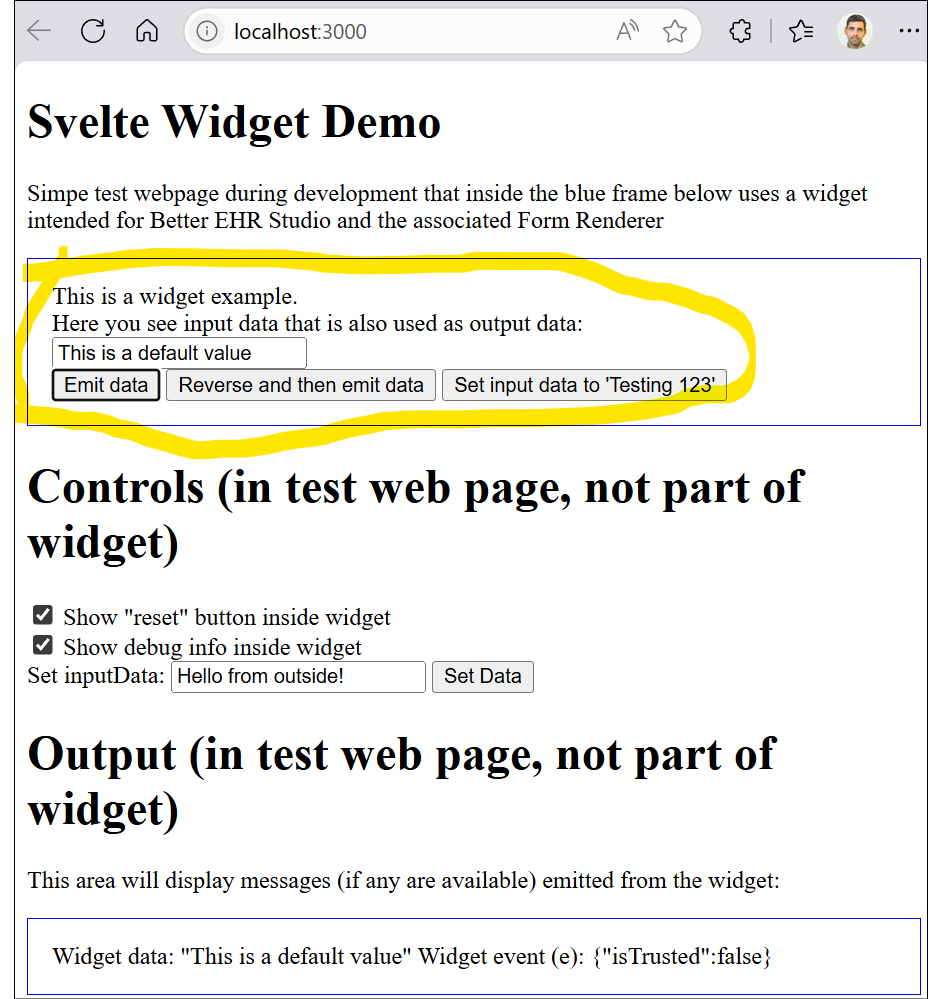 localhost:3000
Svelte Widget Demo
Simpe test webpage during development that inside the blue frame below uses a widget
intended for Better EHR Studio and the associated Form Renderer
This is a widget example.
Here you see input data that is also used as output data:
This is a default value
Emit data Reverse and then emit data Set input data to 'Testing 123'
Controls (in test web page, not part of
widget)
Show "reset" button inside widget
Show debug info inside widget
Set inputData: Hello from outside! Set Data
Output (in test web page, not part of
widget)
This area will display messages (if any are available) emitted from the widget:
Widget data: "This is a default value" Widget event (e): {"isTrusted":false}